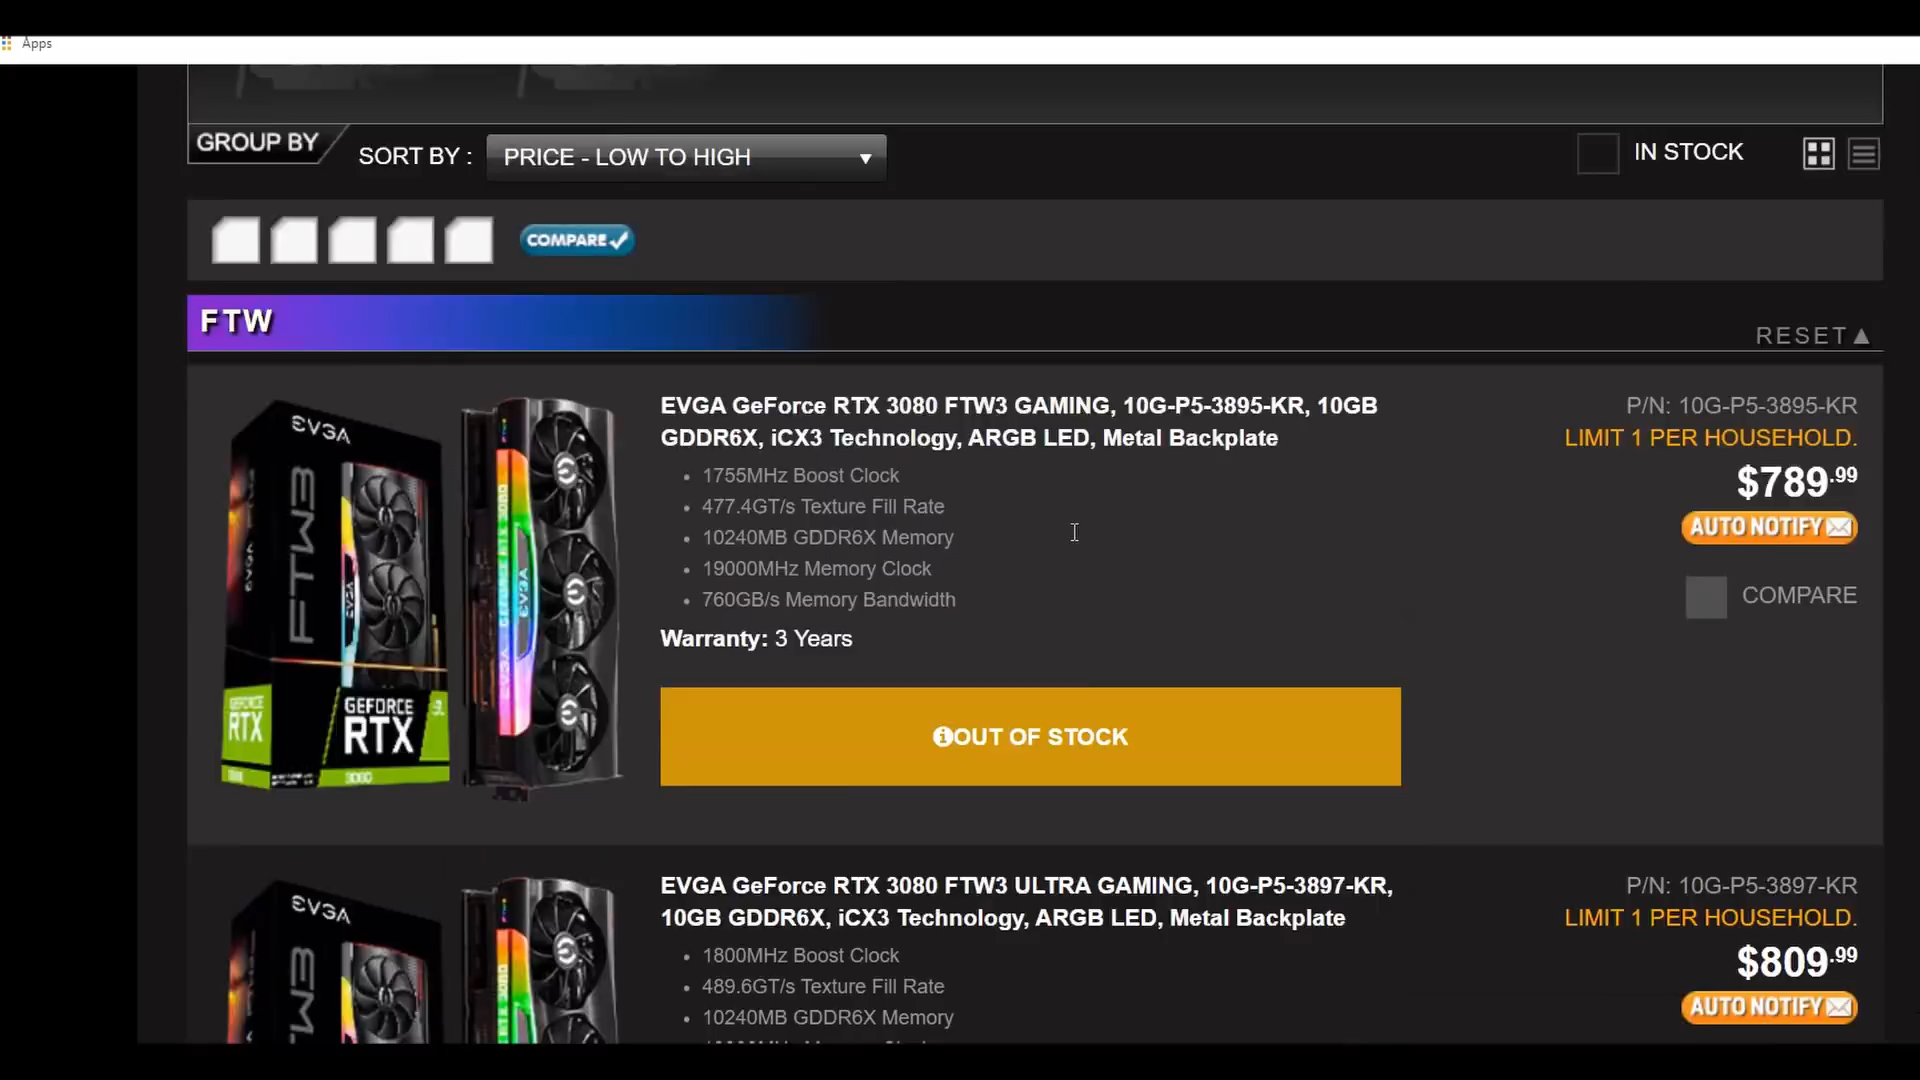 Apps
GROUP BY
SORT BY :
PRICE - LOW TO HIGH
IN STOCK
COMPARE
FTW
RESET
EVGA GeForce RTX 3080 FTW3 GAMING, 10G-P5-3895-KR, 10GB
GDDR6X, iCX3 Technology, ARGB LED, Metal Backplate
1755MHz Boost Clock
477.4GT/s Texture Fill Rate
10240MB GDDR6X Memory
19000MHz Memory Clock
760GB/s Memory Bandwidth
Warranty: 3 Years
OUT OF STOCK
P/N: 10G-P5-3895-KR
LIMIT 1 PER HOUSEHOLD.
$789.99
AUTO NOTIFY
COMPARE
EVGA
FTW3
EVGA
GEFORCE
RTX
GEFORCE
RTX
3080
EVGA
EVGA GeForce RTX 3080 FTW3 ULTRA GAMING, 10G-P5-3897-KR,
10GB GDDR6X, iCX3 Technology, ARGB LED, Metal Backplate
1800MHz Boost Clock
489.6GT/s Texture Fill Rate
10240MB GDDR6X Memory
P/N: 10G-P5-3897-KR
LIMIT 1 PER HOUSEHOLD.
$809.99
AUTO NOTIFY
EVGA